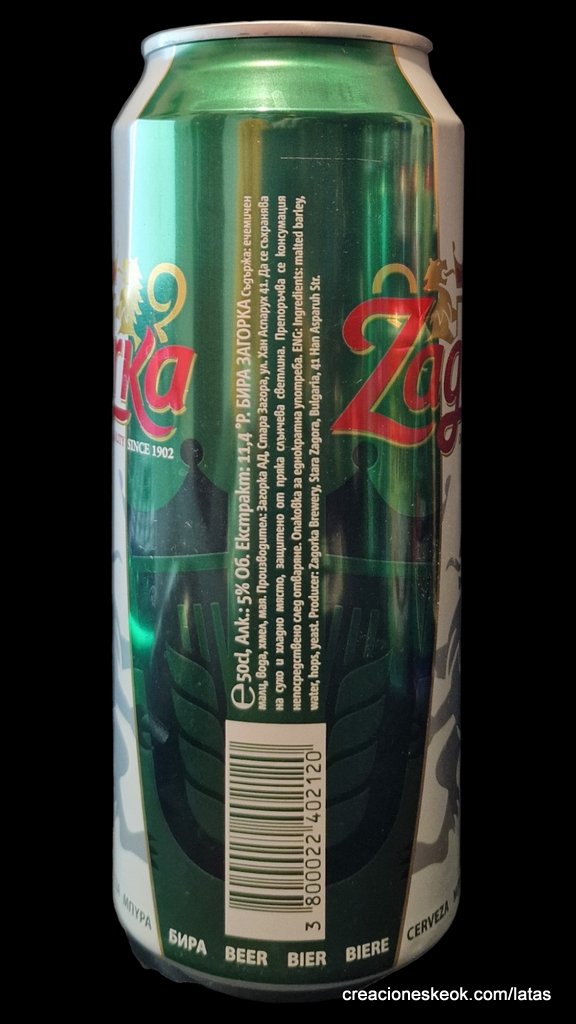 rka
SINCE 1902
Zag
℮ 50cl, Алк.: 5% Об. Екстракт: 11,4 °P. БИРА ЗАГОРКА Съдържа: ечемичен
малц, вода, хмел, мая. Производител: Загорка АД, Стара Загора, ул. Хан Аспарух 41. Да се съхранява
на сухо и хладно място, защитено от пряка слънчева светлина. Препоръчва се консумация
непосредствено след отваряне. Опаковка за еднократна употреба. ENG: Ingredients: malted barley,
water, hops, yeast. Producer: Zagorka Brewery, Stara Zagora, Bulgaria, 41 Han Asparuh Str.
3 800022 402120
ΜΠΥΡΑ БИРА BEER BIER BIERE CERVEZA
creacioneskeok.com/latas